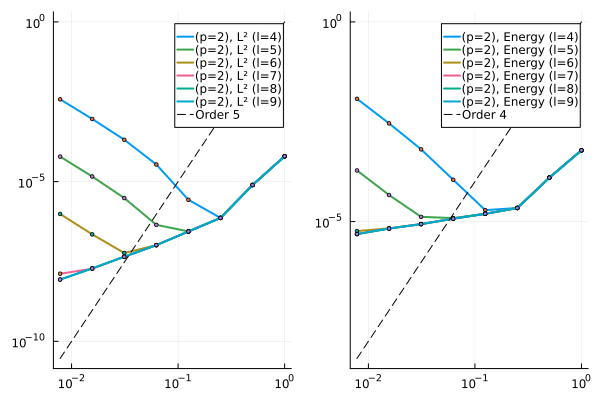 10⁰
10⁻⁵
10⁻¹⁰
10⁻²
10⁻¹
10⁰
(p=2), L² (l=4)
(p=2), L² (l=5)
(p=2), L² (l=6)
(p=2), L² (l=7)
(p=2), L² (l=8)
(p=2), L² (l=9)
Order 5
10⁰
10⁻⁵
10⁻²
10⁻¹
10⁰
(p=2), Energy (l=4)
(p=2), Energy (l=5)
(p=2), Energy (l=6)
(p=2), Energy (l=7)
(p=2), Energy (l=8)
(p=2), Energy (l=9)
Order 4